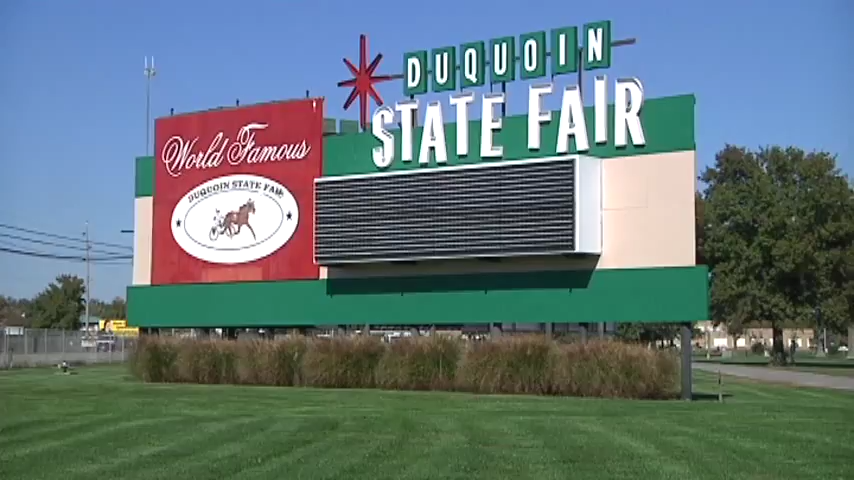 DUQUOIN
STATE FAIR
World Famous
DUQUOIN STATE FAIR